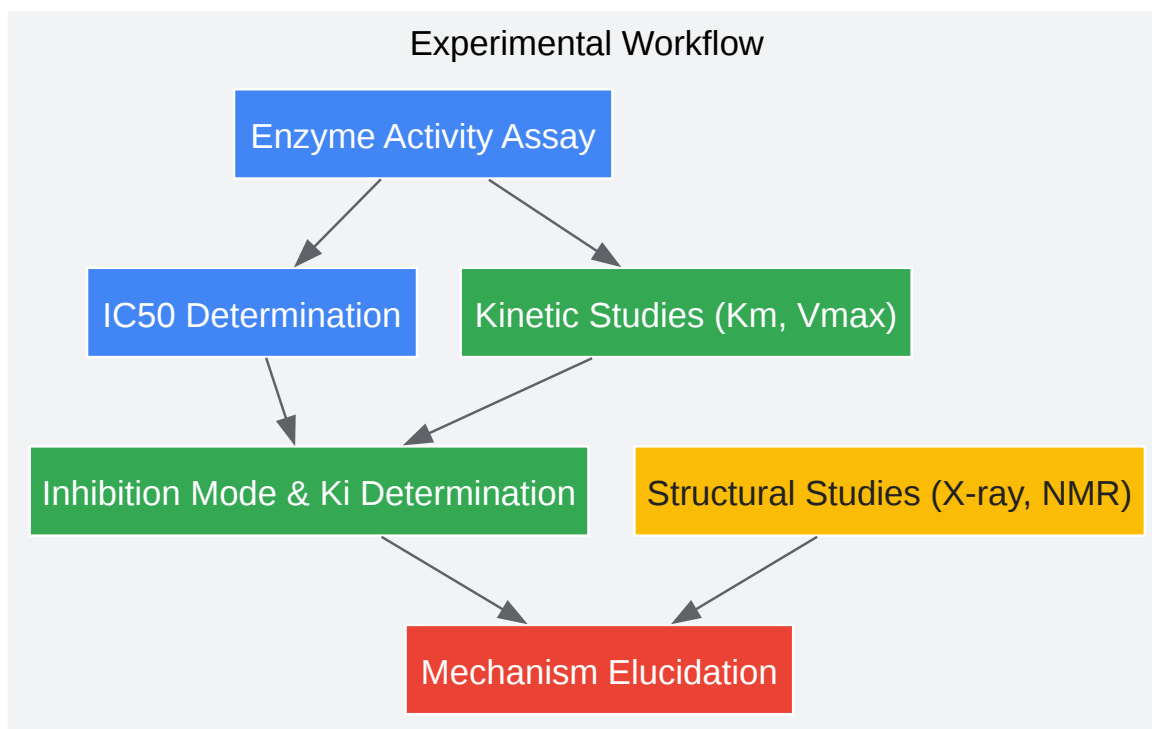 Experimental Workflow
Enzyme Activity Assay
IC50 Determination
Kinetic Studies (Km, Vmax)
Inhibition Mode & Ki Determination
Structural Studies (X-ray, NMR)
Mechanism Elucidation